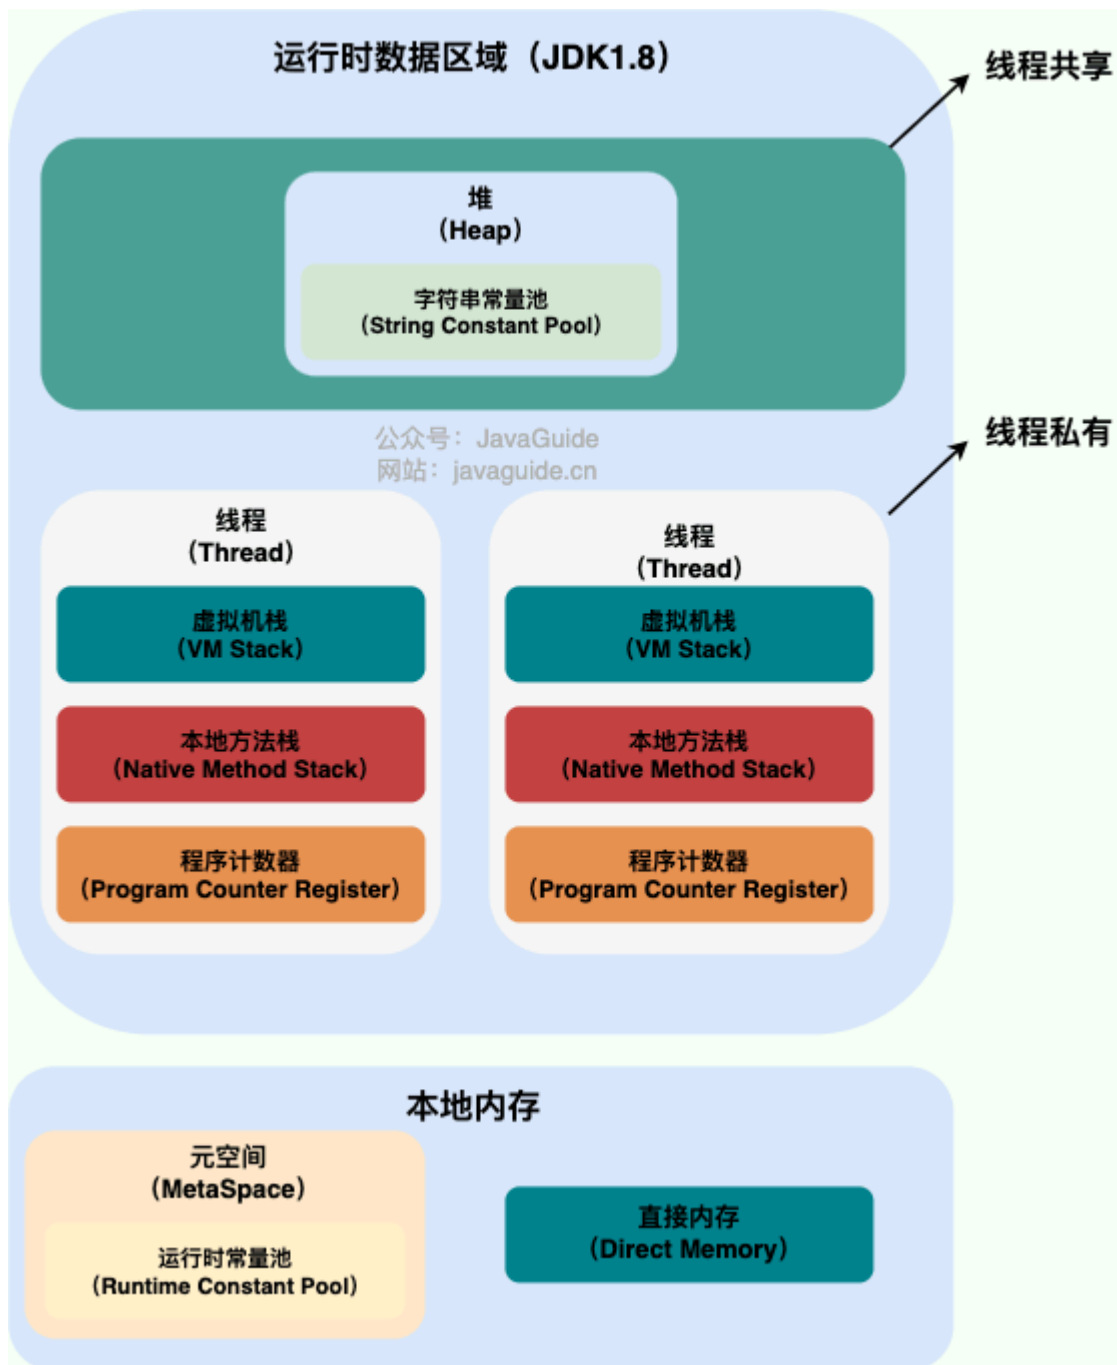 运行时数据区域（JDK1.8）
线程共享
堆
（Heap）
字符串常量池
（String Constant Pool）
公众号：JavaGuide
网站：javaguide.cn
线程私有
线程
（Thread）
虚拟机栈
（VM Stack）
本地方法栈
（Native Method Stack）
程序计数器
（Program Counter Register）
线程
（Thread）
虚拟机栈
（VM Stack）
本地方法栈
（Native Method Stack）
程序计数器
（Program Counter Register）
本地内存
元空间
（MetaSpace）
运行时常量池
（Runtime Constant Pool）
直接内存
（Direct Memory）